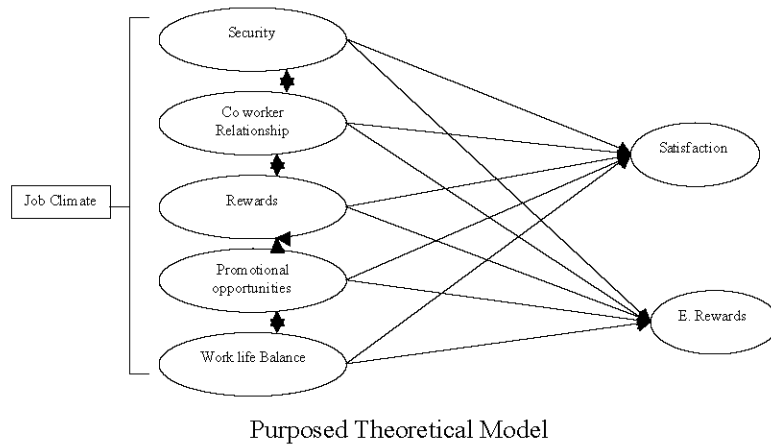 Security
Co worker
Relationship
Job Climate
Rewards
Promotional
opportunities
Work life Balance
Satisfaction
E. Rewards
Purposed Theoretical Model